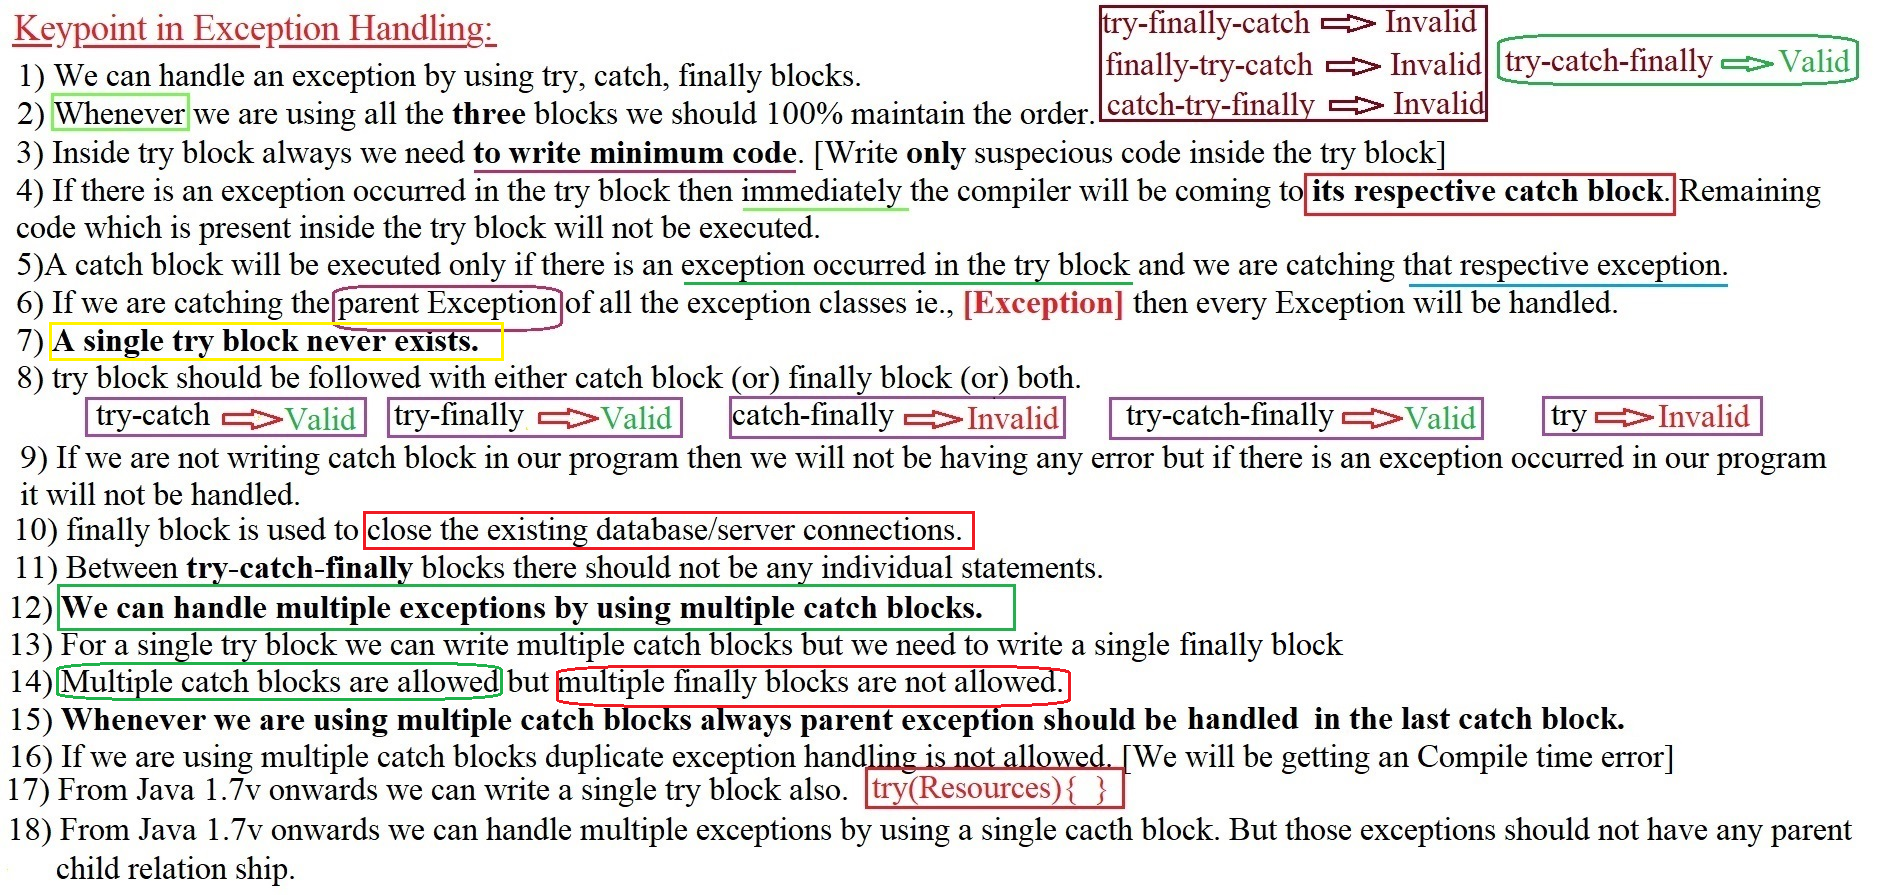 Keypoint in Exception Handling:
try-finally-catch ⇒ Invalid
finally-try-catch ⇒ Invalid
catch-try-finally ⇒ Invalid
try-catch-finally ⇒ Valid
1) We can handle an exception by using try, catch, finally blocks.
2) Whenever we are using all the three blocks we should 100% maintain the order.
3) Inside try block always we need to write minimum code. [Write only suspecious code inside the try block]
4) If there is an exception occurred in the try block then immediately the compiler will be coming to its respective catch block. Remaining
code which is present inside the try block will not be executed.
5)A catch block will be executed only if there is an exception occurred in the try block and we are catching that respective exception.
6) If we are catching the parent Exception of all the exception classes ie., [Exception] then every Exception will be handled.
7) A single try block never exists.
8) try block should be followed with either catch block (or) finally block (or) both.
try-catch ⇒ Valid try-finally ⇒ Valid catch-finally ⇒ Invalid try-catch-finally ⇒ Valid try ⇒ Invalid
9) If we are not writing catch block in our program then we will not be having any error but if there is an exception occurred in our program
it will not be handled.
10) finally block is used to close the existing database/server connections.
11) Between try-catch-finally blocks there should not be any individual statements.
12) We can handle multiple exceptions by using multiple catch blocks.
13) For a single try block we can write multiple catch blocks but we need to write a single finally block
14) Multiple catch blocks are allowed but multiple finally blocks are not allowed.
15) Whenever we are using multiple catch blocks always parent exception should be handled in the last catch block.
16) If we are using multiple catch blocks duplicate exception handling is not allowed. [We will be getting an Compile time error]
17) From Java 1.7v onwards we can write a single try block also. try(Resources){ }
18) From Java 1.7v onwards we can handle multiple exceptions by using a single cacth block. But those exceptions should not have any parent
child relation ship.